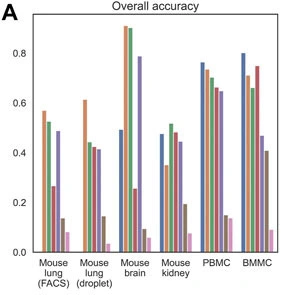 A
Overall accuracy
0.8
0.6
0.4
0.2
0.0
Mouse lung (FACS)
Mouse lung (droplet)
Mouse brain
Mouse kidney
PBMC
BMMC